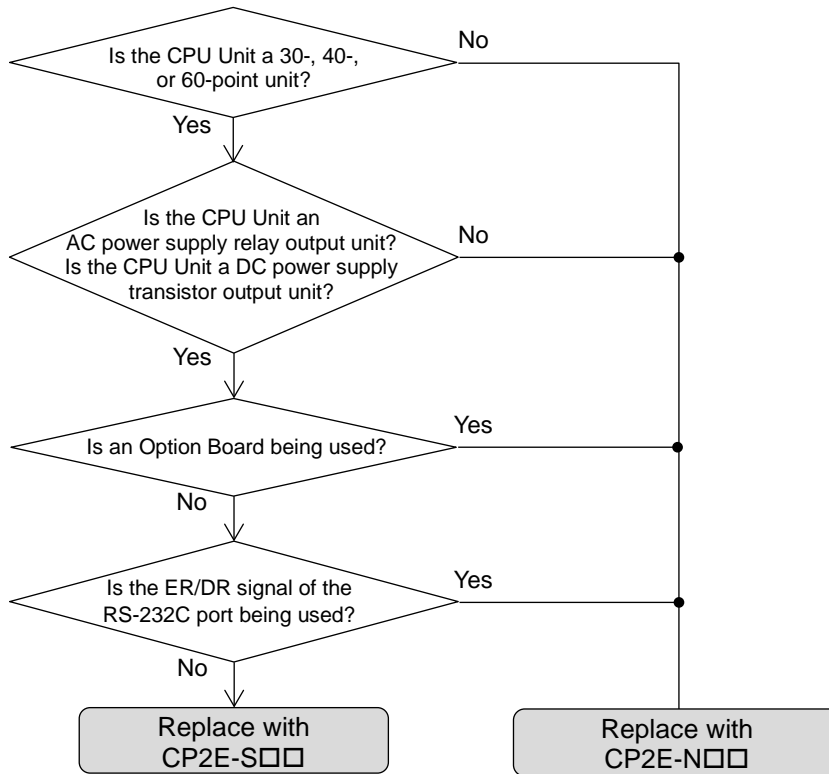 Is the CPU Unit a 30-, 40-,
or 60-point unit?
No
Yes
Is the CPU Unit an
AC power supply relay output unit?
Is the CPU Unit a DC power supply
transistor output unit?
No
Yes
Is an Option Board being used?
Yes
No
Is the ER/DR signal of the
RS-232C port being used?
Yes
No
Replace with
CP2E-S□□
Replace with
CP2E-N□□